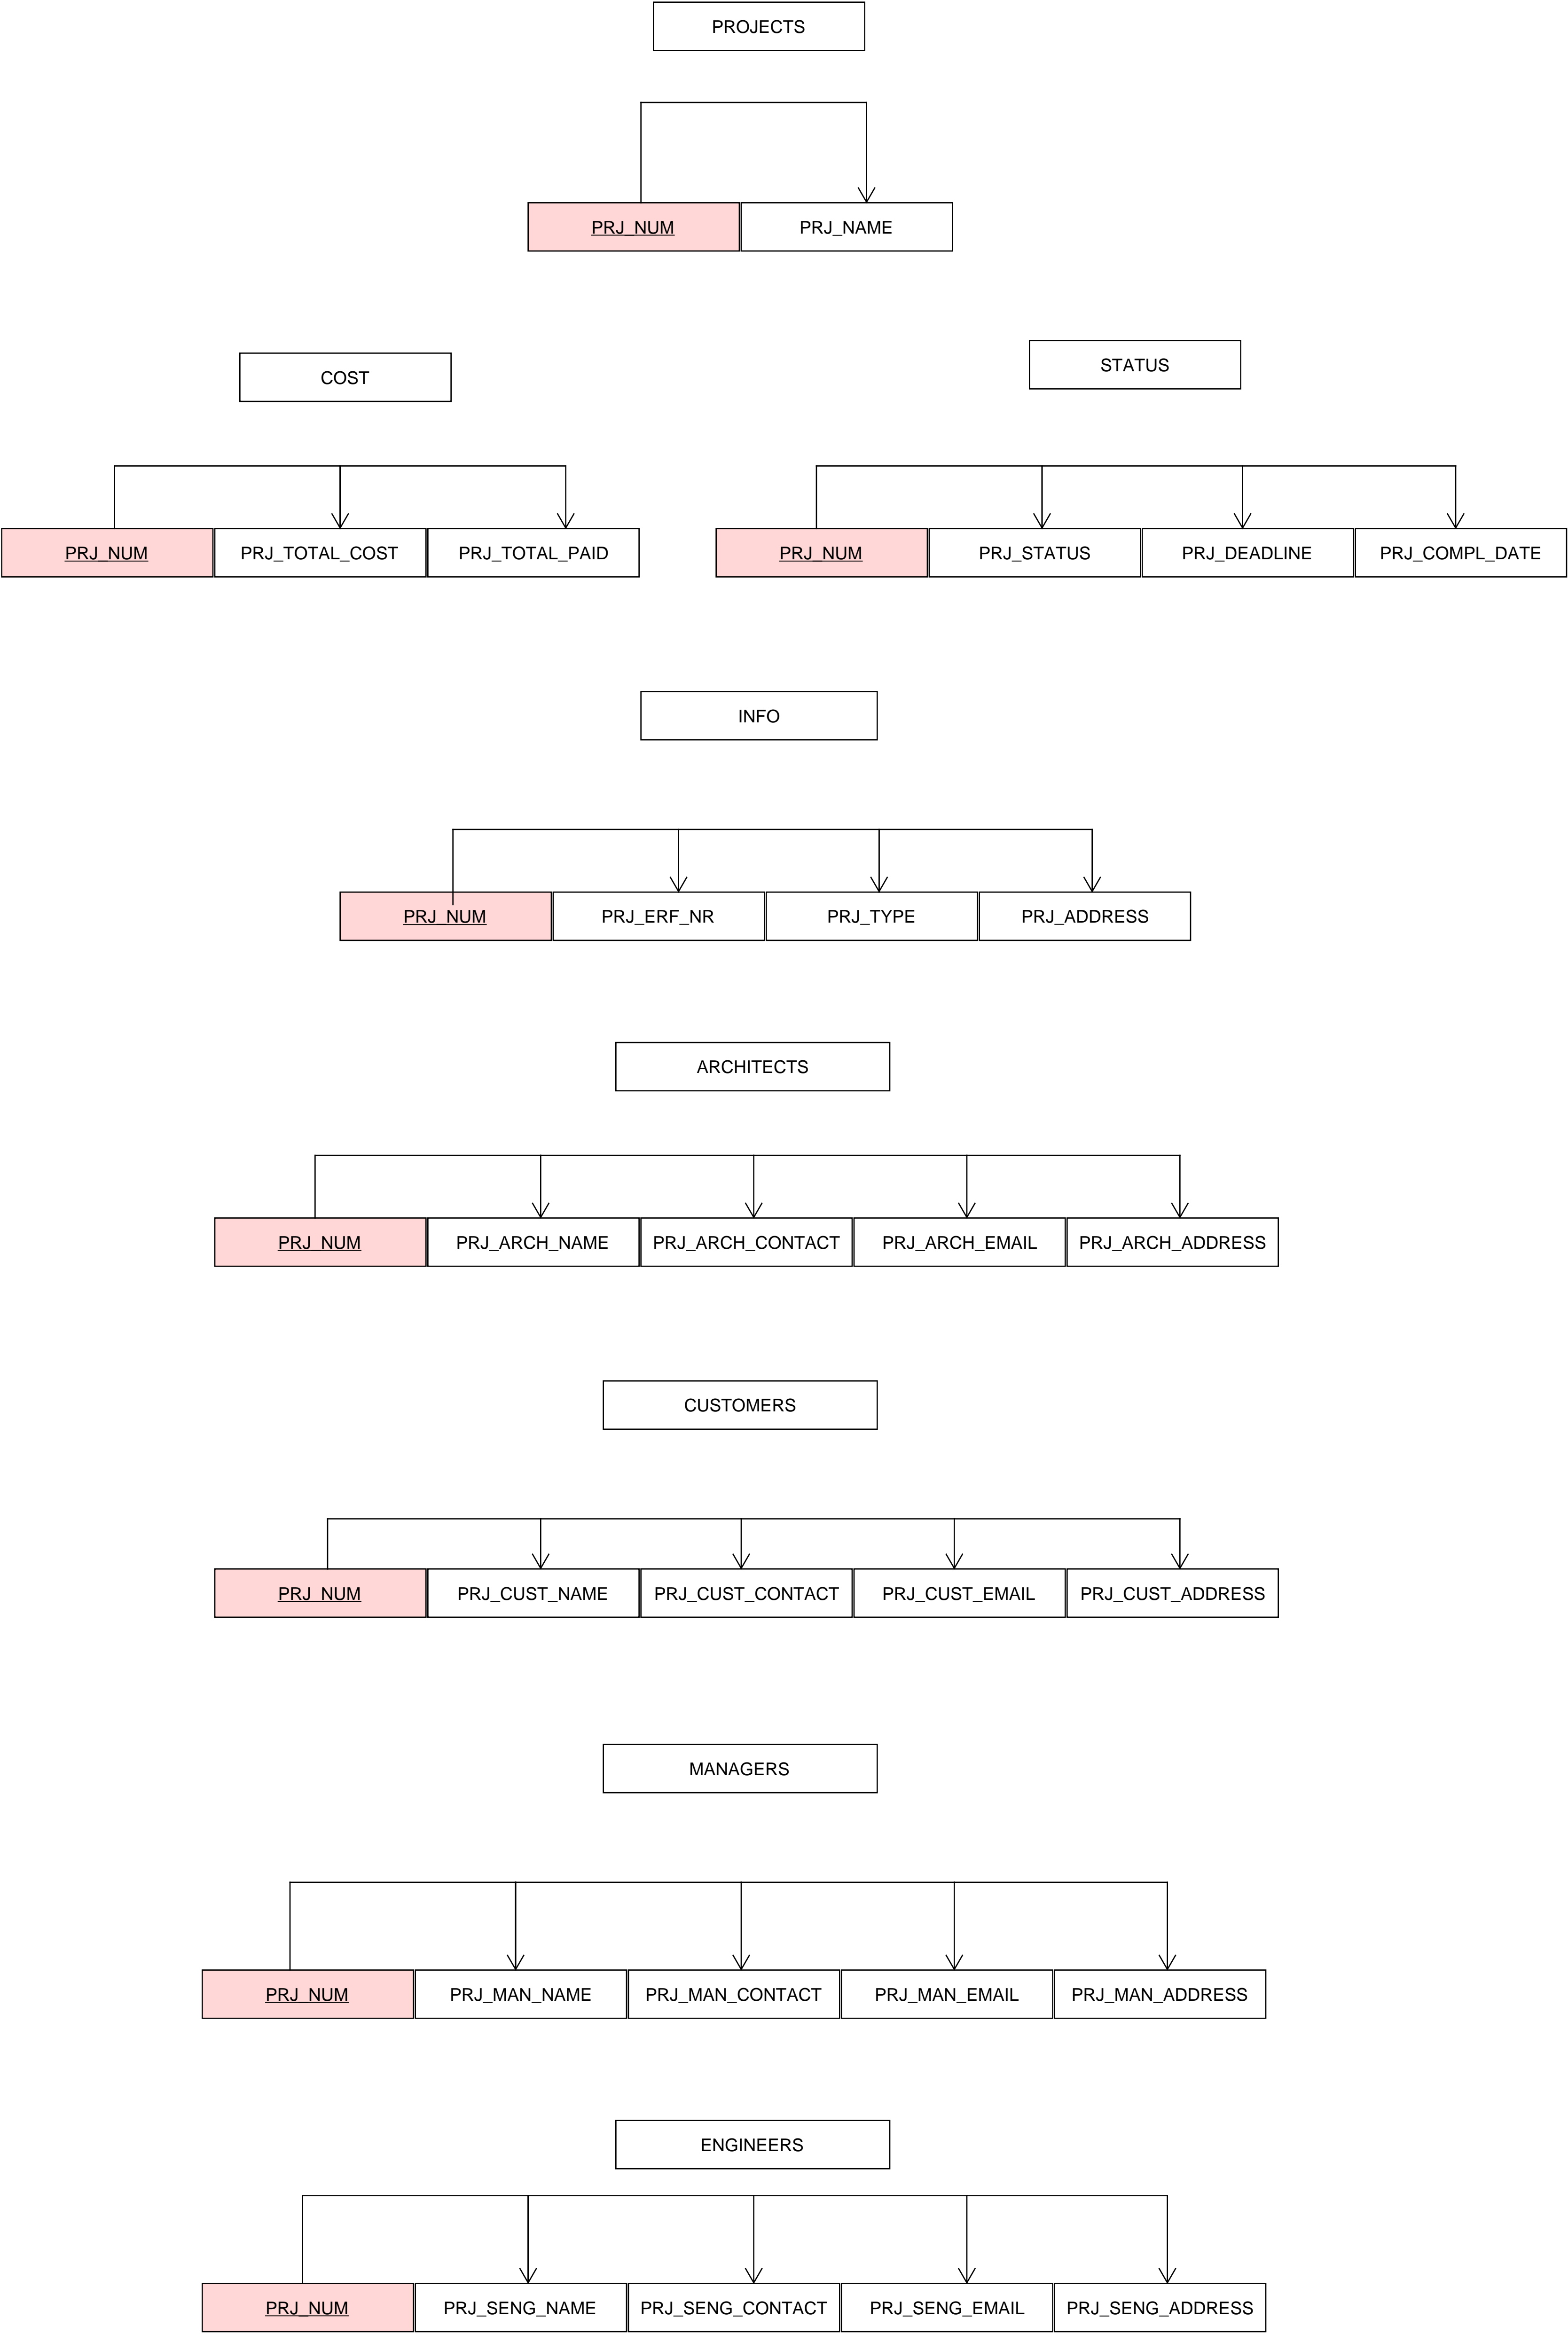 PROJECTS
PRJ_NUM PRJ_NAME
COST
STATUS
PRJ_NUM PRJ_TOTAL_COST PRJ_TOTAL_PAID PRJ_NUM PRJ_STATUS PRJ_DEADLINE PRJ_COMPL_DATE
INFO
PRJ_NUM PRJ_ERF_NR PRJ_TYPE PRJ_ADDRESS
ARCHITECTS
PRJ_NUM PRJ_ARCH_NAME PRJ_ARCH_CONTACT PRJ_ARCH_EMAIL PRJ_ARCH_ADDRESS
CUSTOMERS
PRJ_NUM PRJ_CUST_NAME PRJ_CUST_CONTACT PRJ_CUST_EMAIL PRJ_CUST_ADDRESS
MANAGERS
PRJ_NUM PRJ_MAN_NAME PRJ_MAN_CONTACT PRJ_MAN_EMAIL PRJ_MAN_ADDRESS
ENGINEERS
PRJ_NUM PRJ_SENG_NAME PRJ_SENG_CONTACT PRJ_SENG_EMAIL PRJ_SENG_ADDRESS